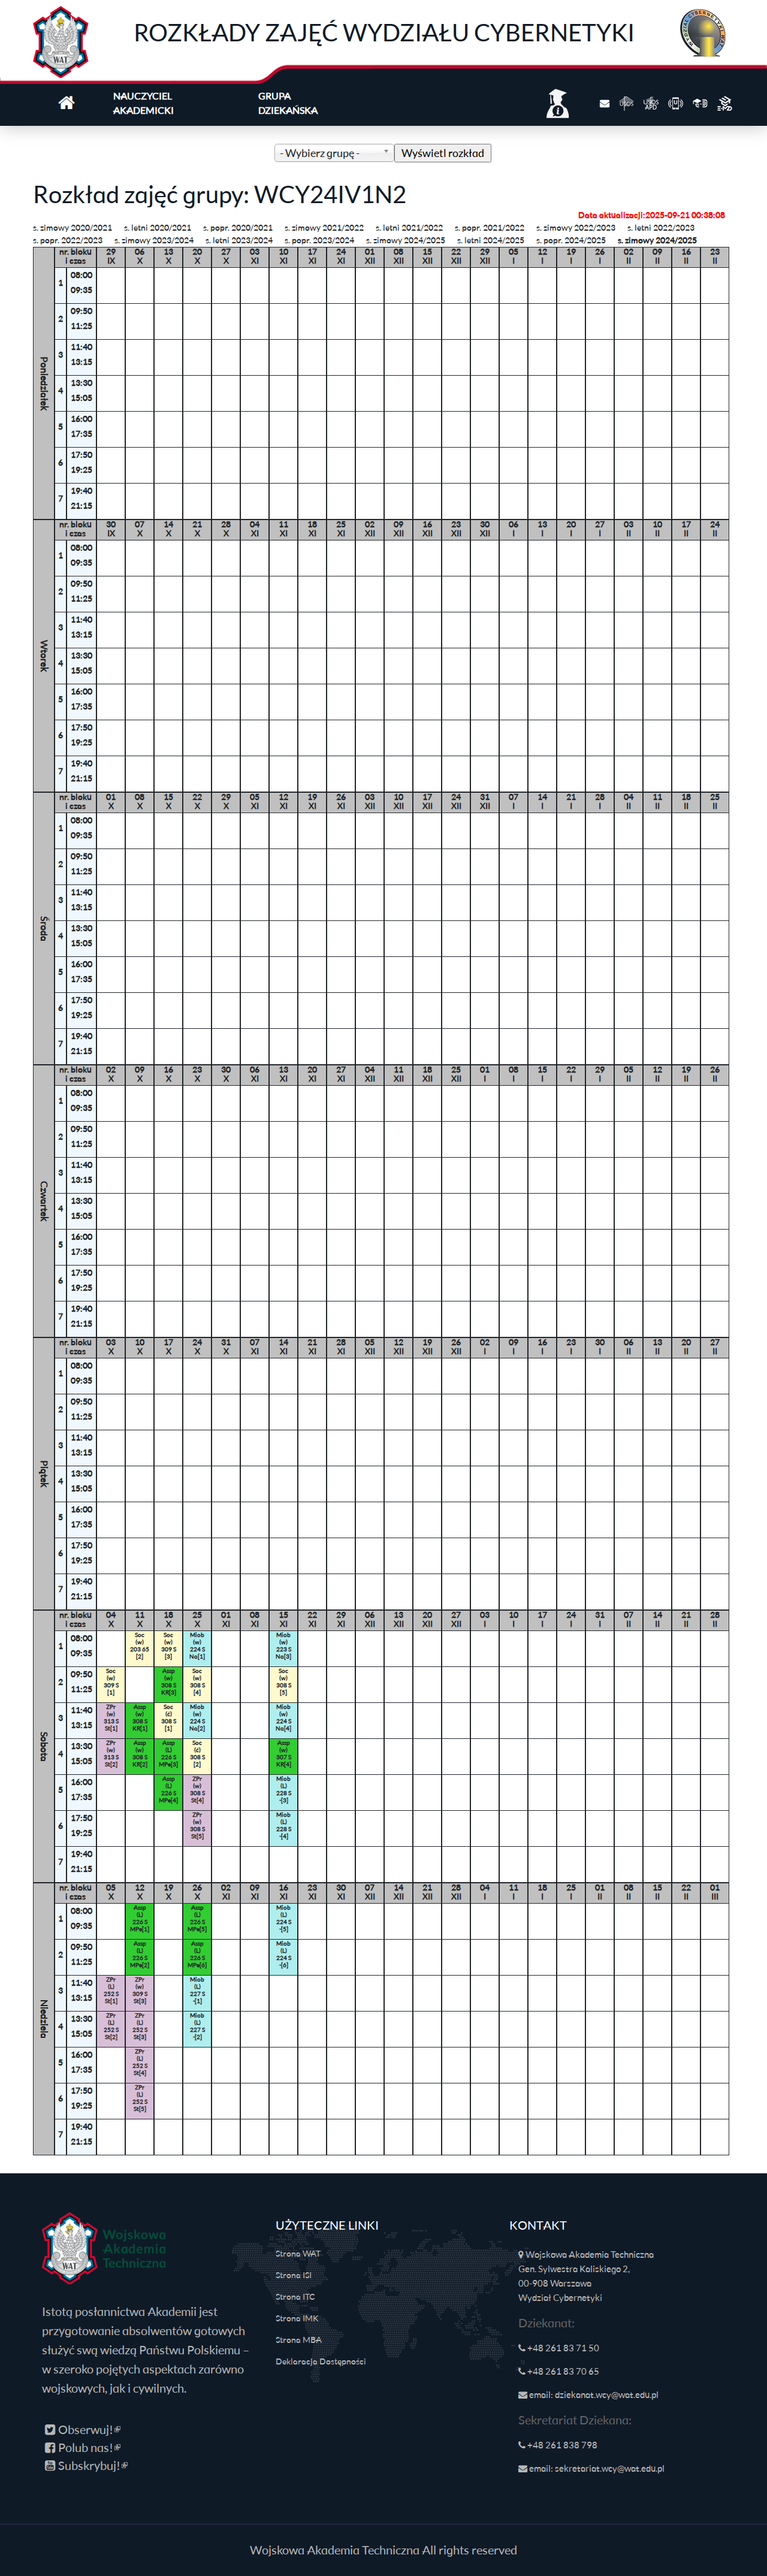 ROZKŁADY ZAJĘĆ WYDZIAŁU CYBERNETYKI
WAT
NAUCZYCIEL AKADEMICKI
GRUPA DZIEKAŃSKA
- Wybierz grupę -
Wyświetl rozkład
Rozkład zajęć grupy: WCY24IV1N2
Data aktualizacji:2025-09-21 00:38:08
s. zimowy 2020/2021 s. letni 2020/2021 s. popr. 2020/2021 s. zimowy 2021/2022 s. letni 2021/2022 s. popr. 2021/2022 s. zimowy 2022/2023 s. letni 2022/2023
s. popr. 2022/2023 s. zimowy 2023/2024 s. letni 2023/2024 s. popr. 2023/2024 s. zimowy 2024/2025 s. letni 2024/2025 s. popr. 2024/2025 s. zimowy 2024/2025
Poniedziałek
nr. bloku 29 06 13 20 27 03 10 17 24 01 08 15 22 29 05 12 19 26 02 09 16 23
i czas IX X X X X XI XI XI XI XII XII XII XII XII I I I I II II II II
1 08:00 09:35
2 09:50 11:25
3 11:40 13:15
4 13:30 15:05
5 16:00 17:35
6 17:50 19:25
7 19:40 21:15
Wtorek
nr. bloku 30 07 14 21 28 04 11 18 25 02 09 16 23 30 06 13 20 27 03 10 17 24
i czas IX X X X X XI XI XI XI XII XII XII XII XII I I I I II II II II
1 08:00 09:35
2 09:50 11:25
3 11:40 13:15
4 13:30 15:05
5 16:00 17:35
6 17:50 19:25
7 19:40 21:15
Środa
nr. bloku 01 08 15 22 29 05 12 19 26 03 10 17 24 31 07 14 21 28 04 11 18 25
i czas X X X X X XI XI XI XI XII XII XII XII XII I I I I II II II II
1 08:00 09:35
2 09:50 11:25
3 11:40 13:15
4 13:30 15:05
5 16:00 17:35
6 17:50 19:25
7 19:40 21:15
Czwartek
nr. bloku 02 09 16 23 30 06 13 20 27 04 11 18 25 01 08 15 22 29 05 12 19 26
i czas X X X X X XI XI XI XI XII XII XII XII I I I I I II II II II
1 08:00 09:35
2 09:50 11:25
3 11:40 13:15
4 13:30 15:05
5 16:00 17:35
6 17:50 19:25
7 19:40 21:15
Piątek
nr. bloku 03 10 17 24 31 07 14 21 28 05 12 19 26 02 09 16 23 30 06 13 20 27
i czas X X X X X XI XI XI XI XII XII XII XII I I I I I II II II II
1 08:00 09:35
2 09:50 11:25
3 11:40 13:15
4 13:30 15:05
5 16:00 17:35
6 17:50 19:25
7 19:40 21:15
Sobota
nr. bloku 04 11 18 25 01 08 15 22 29 06 13 20 27 03 10 17 24 31 07 14 21 28
i czas X X X X XI XI XI XI XI XII XII XII XII I I I I I II II II II
1 08:00 09:35 Soc (w) 203 65 [2] Soc (w) 309 S [3] Miob (w) 224 S Na[1] Miob (w) 223 S Na[3]
2 09:50 11:25 Soc (w) 309 S [1] Assp (w) 308 S KR[3] Soc (w) 308 S [4] Soc (w) 308 S [5]
3 11:40 13:15 ZPr (w) 313 S St[1] Assp (w) 308 S KR[1] Soc (ć) 308 S [1] Miob (w) 224 S Na[2] Miob (w) 224 S Na[4]
4 13:30 15:05 ZPr (w) 313 S St[2] Assp (w) 308 S KR[2] Assp (L) 226 S MPe[3] Soc (ć) 308 S [2] Assp (w) 307 S KR[4]
5 16:00 17:35 Assp (L) 226 S MPe[4] ZPr (w) 308 S St[4] Miob (L) 228 S -[3]
6 17:50 19:25 ZPr (w) 308 S St[5] Miob (L) 228 S -[4]
7 19:40 21:15
Niedziela
nr. bloku 05 12 19 26 02 09 16 23 30 07 14 21 28 04 11 18 25 01 08 15 22 01
i czas X X X X XI XI XI XI XI XII XII XII XII I I I I II II II II III
1 08:00 09:35 Assp (L) 226 S MPe[1] Assp (L) 226 S MPe[5] Miob (L) 224 S -[5]
2 09:50 11:25 Assp (L) 226 S MPe[2] Assp (L) 226 S MPe[6] Miob (L) 224 S -[6]
3 11:40 13:15 ZPr (L) 252 S St[1] ZPr (w) 309 S St[3] Miob (L) 227 S -[1]
4 13:30 15:05 ZPr (L) 252 S St[2] ZPr (L) 252 S St[3] Miob (L) 227 S -[2]
5 16:00 17:35 ZPr (L) 252 S St[4]
6 17:50 19:25 ZPr (L) 252 S St[5]
7 19:40 21:15
WAT
Wojskowa
Akademia
Techniczna
Istotą posłannictwa Akademii jest
przygotowanie absolwentów gotowych
służyć swą wiedzą Państwu Polskiemu –
w szeroko pojętych aspektach zarówno
wojskowych, jak i cywilnych.
Obserwuj!
Polub nas!
Subskrybuj!
UŻYTECZNE LINKI
Strona WAT
Strona ISI
Strona ITC
Strona IMK
Strona MBA
Deklaracja Dostępności
KONTAKT
Wojskowa Akademia Techniczna
Gen. Sylwestra Kaliskiego 2,
00-908 Warszawa
Wydział Cybernetyki
Dziekanat:
+48 261 83 71 50
+48 261 83 70 65
email: dziekanat.wcy@wat.edu.pl
Sekretariat Dziekana:
+48 261 838 798
email: sekretariat.wcy@wat.edu.pl
Wojskowa Akademia Techniczna All rights reserved